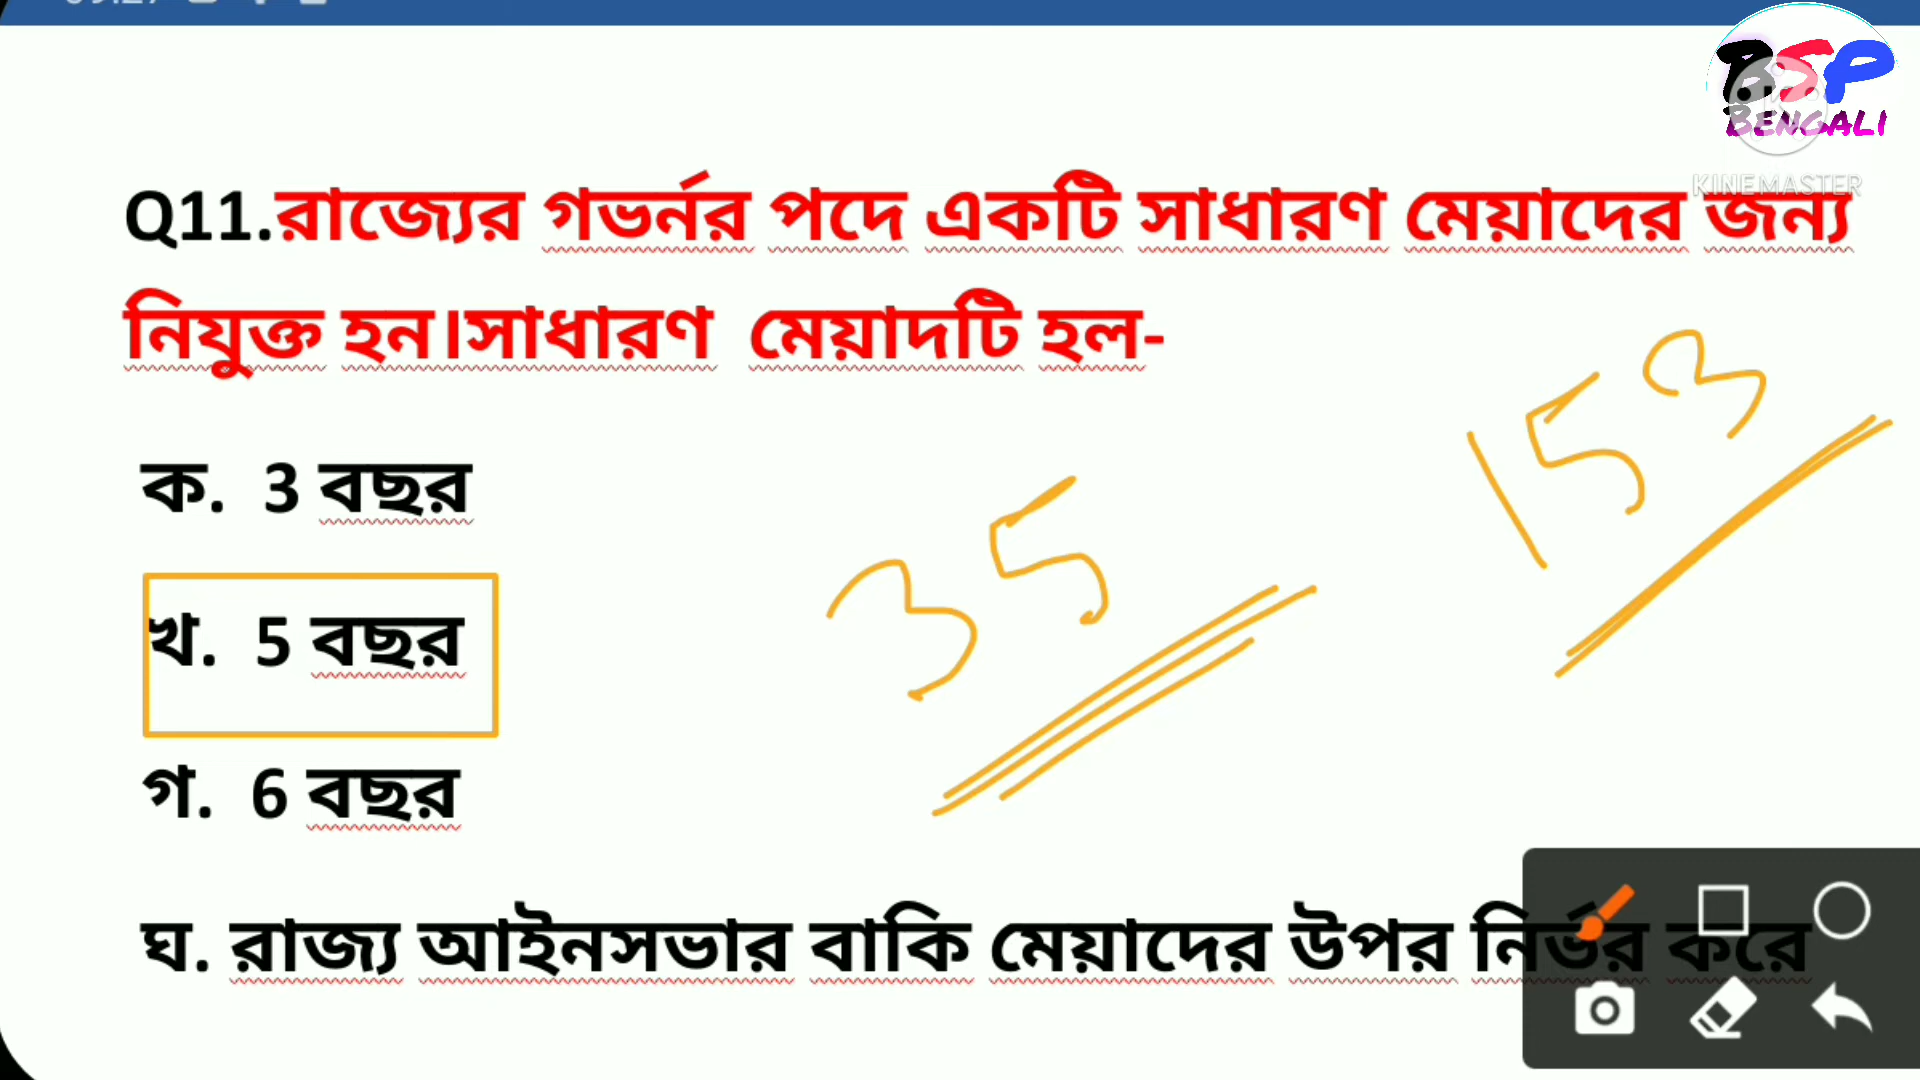 BSP
BENGALI
KINEMASTER
Q11.রাজ্যের গভর্নর পদে একটি সাধারণ মেয়াদের জন্য
নিযুক্ত হন।সাধারণ মেয়াদটি হল-
153
ক. 3 বছর
35
খ. 5 বছর
গ. 6 বছর
ঘ. রাজ্য আইনসভার বাকি মেয়াদের উপর নির্ভর করে